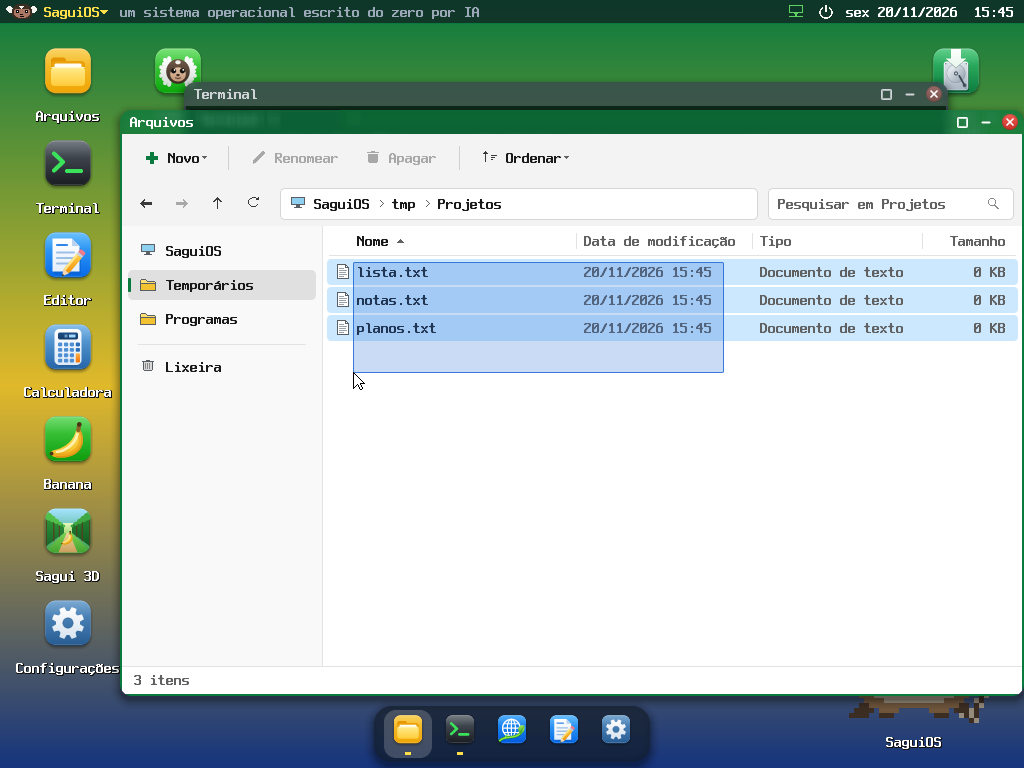 SaguiOS um sistema operacional escrito do zero por IA sex 20/11/2026 15:45
Terminal
Arquivos
Novo Renomear Apagar Ordenar
SaguiOS tmp Projetos Pesquisar em Projetos
Nome Data de modificação Tipo Tamanho
lista.txt 20/11/2026 15:45 Documento de texto 0 KB
notas.txt 20/11/2026 15:45 Documento de texto 0 KB
planos.txt 20/11/2026 15:45 Documento de texto 0 KB
SaguiOS
Temporários
Programas
Lixeira
3 itens
Arquivos
Terminal
Editor
Calculadora
Banana
Sagui 3D
Configurações
SaguiOS